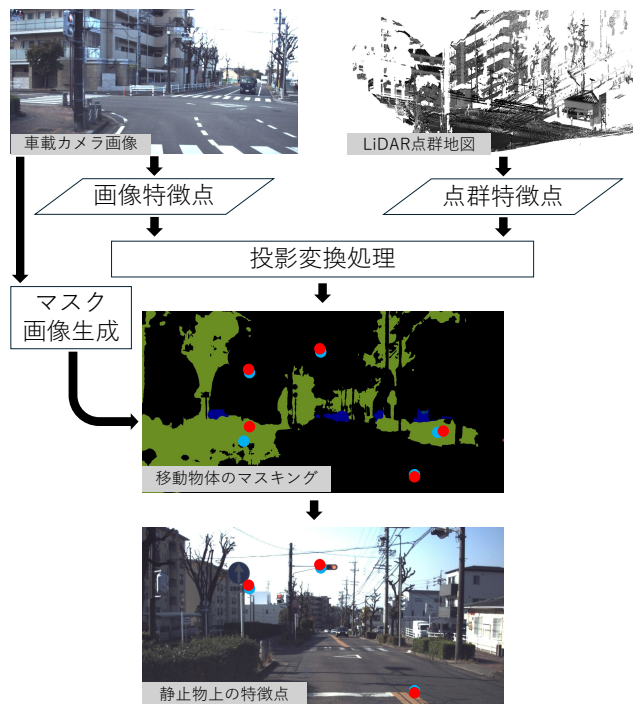 車載カメラ画像
LiDAR点群地図
画像特徴点
点群特徴点
投影変換処理
マスク
画像生成
移動物体のマスキング
静止物上の特徴点